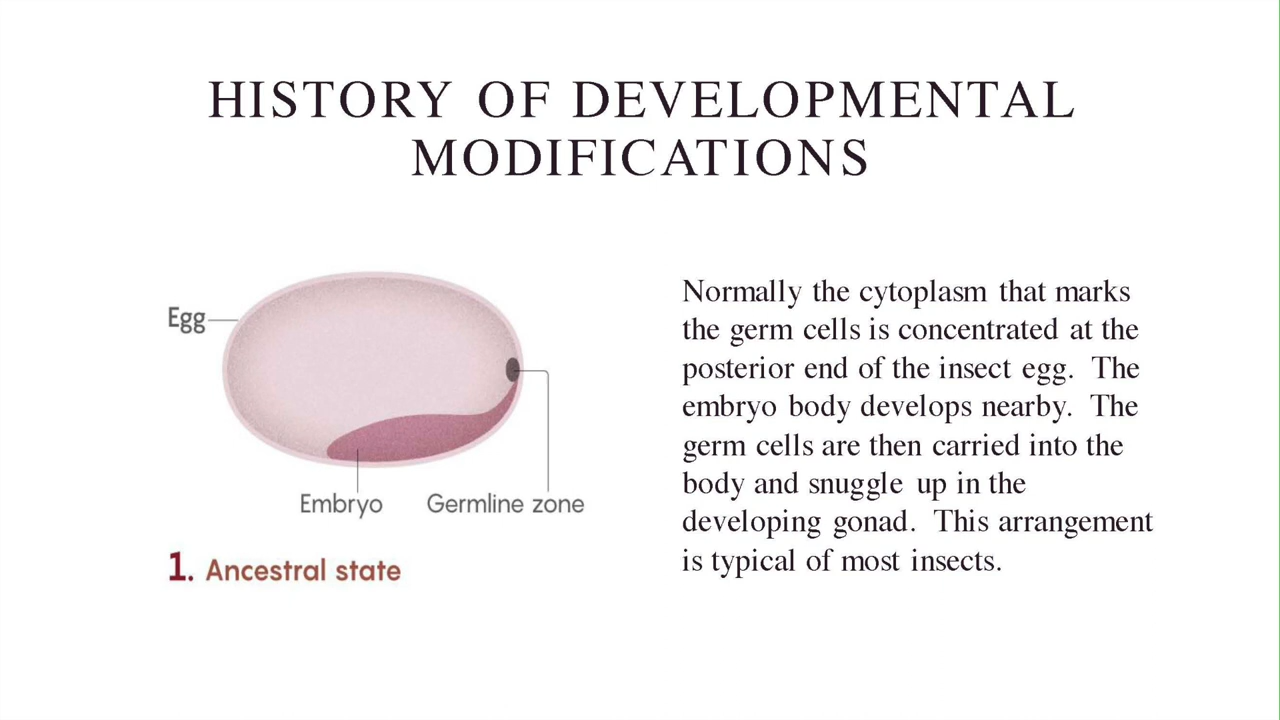 HISTORY OF DEVELOPMENTAL
MODIFICATIONS
Egg
Embryo
Germline zone
1. Ancestral state
Normally the cytoplasm that marks
the germ cells is concentrated at the
posterior end of the insect egg.  The
embryo body develops nearby.  The
germ cells are then carried into the
body and snuggle up in the
developing gonad.  This arrangement
is typical of most insects.